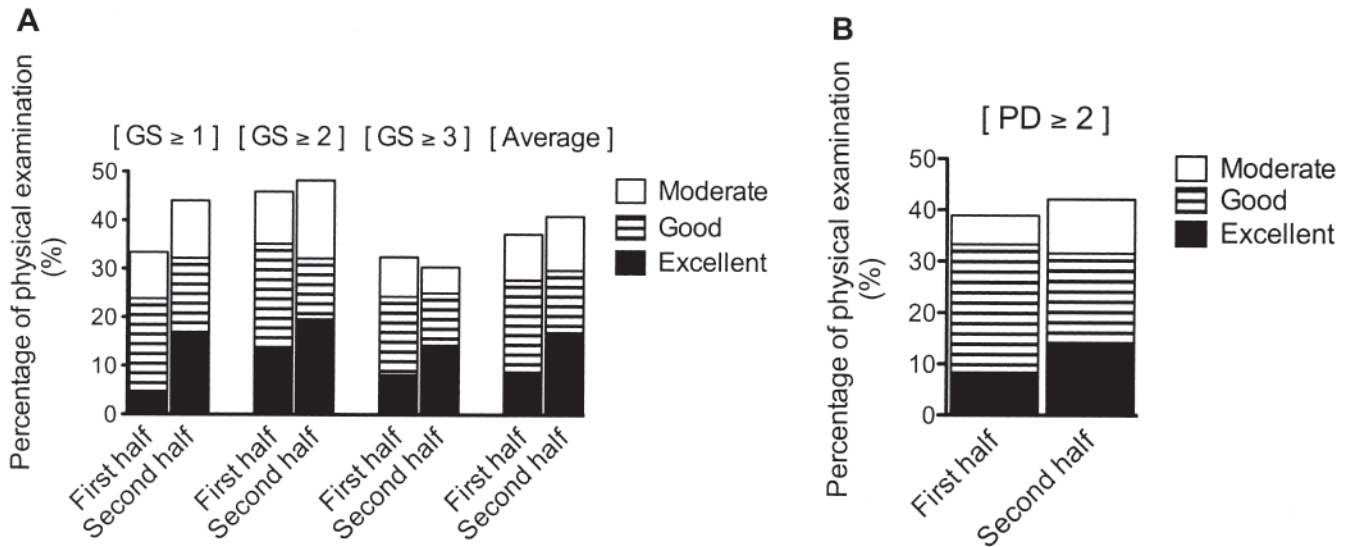 A
Percentage of physical examination
(%)
[ GS ≥ 1 ] [ GS ≥ 2 ] [ GS ≥ 3 ] [ Average ]
50
40
30
20
10
0
Moderate
Good
Excellent
First half
Second half
First half
Second half
First half
Second half
First half
Second half
B
Percentage of physical examination
(%)
[ PD ≥ 2 ]
50
40
30
20
10
0
Moderate
Good
Excellent
First half
Second half